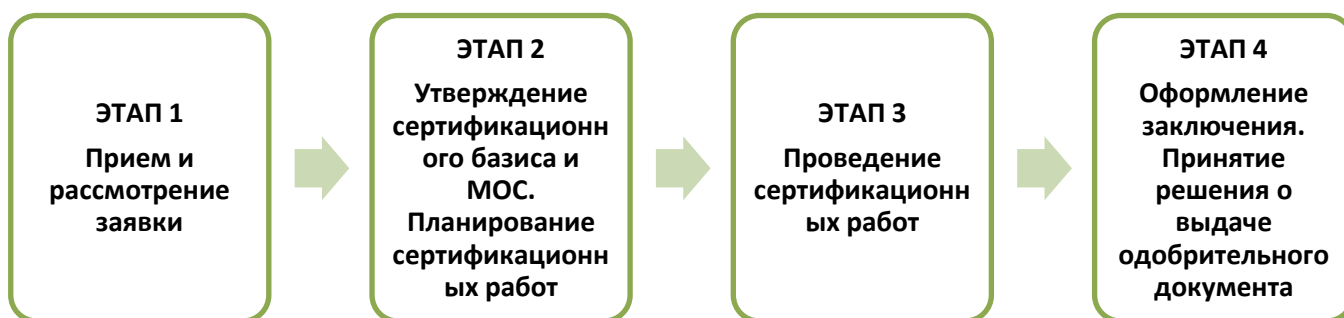 ЭТАП 1
Прием и
рассмотрение
заявки
ЭТАП 2
Утверждение
сертификационн
ого базиса и
МОС.
Планирование
сертификационн
ых работ
ЭТАП 3
Проведение
сертификационн
ых работ
ЭТАП 4
Оформление
заключения.
Принятие
решения о
выдаче
одобрительного
документа